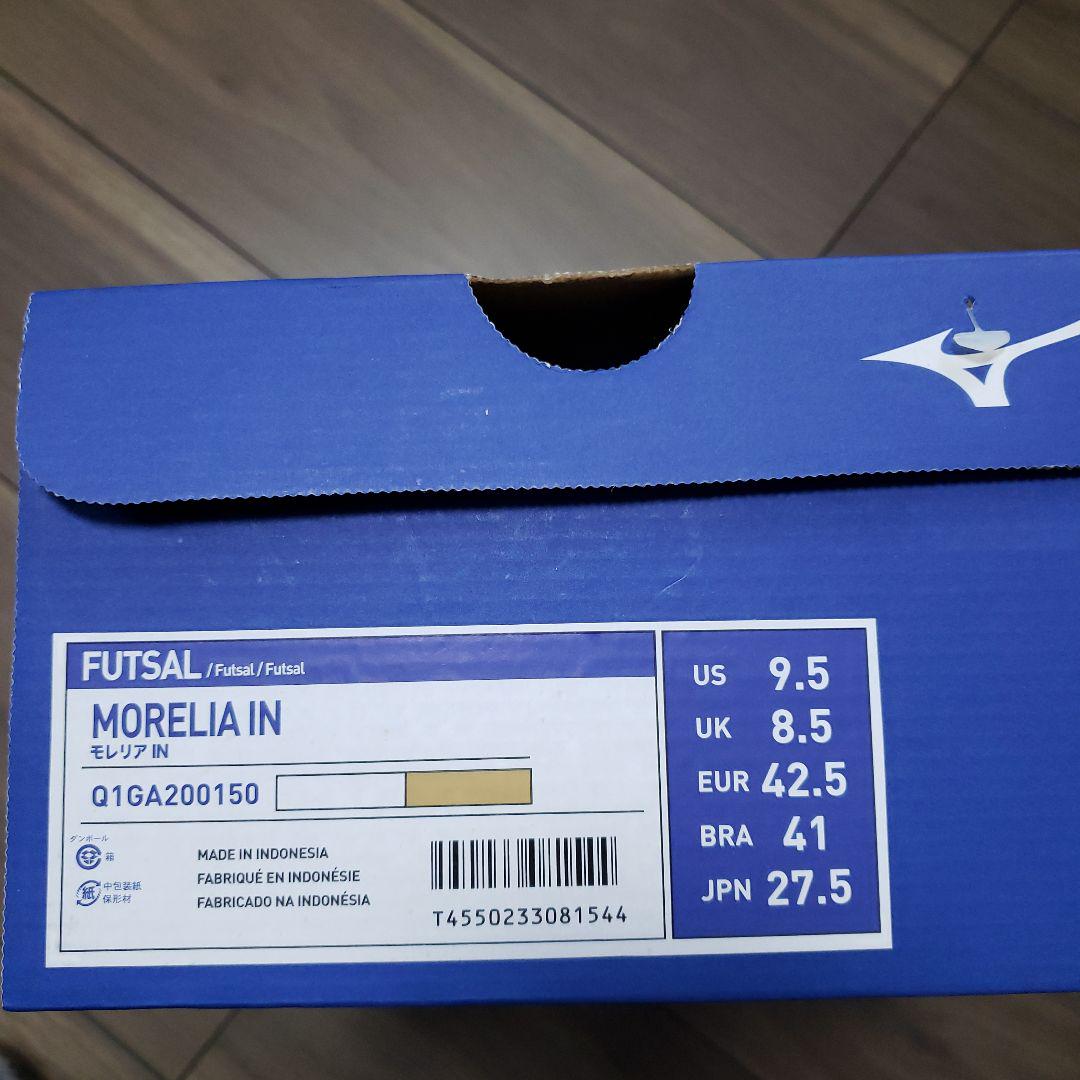 FUTSAL / Futsal / Futsal
MORELIA IN
モレリア IN
Q1GA200150
ダンボール
箱
紙 中包装紙
保形材
MADE IN INDONESIA
FABRIQUÉ EN INDONÉSIE
FABRICADO NA INDONÉSIA
T4550233081544
US 9.5
UK 8.5
EUR 42.5
BRA 41
JPN 27.5